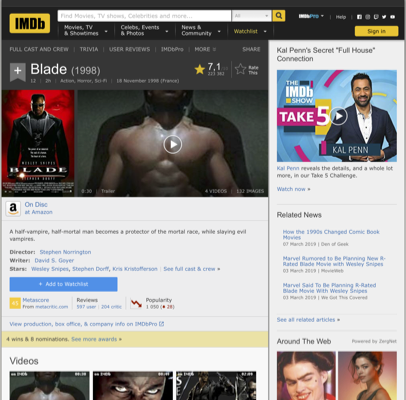 IMDb
Find Movies, TV shows, Celebrities and more...
All
IMDbPro
Help
Movies, TV
& Showtimes
Celebs, Events
& Photos
News &
Community
Watchlist
Sign in
FULL CAST AND CREW | TRIVIA | USER REVIEWS | IMDbPro | MORE
SHARE
Blade (1998)
12 | 2h | Action, Horror, Sci-Fi | 18 November 1998 (France)
7,1
Rate
This
BLADE
0:30 | Trailer
4 VIDEOS | 132 IMAGES
On Disc
at Amazon
A half-vampire, half-mortal man becomes a protector of the mortal race, while slaying evil
vampires.
Director: Stephen Norrington
Writer: David S. Goyer
Stars: Wesley Snipes, Stephen Dorff, Kris Kristofferson | See full cast & crew »
+ Add to Watchlist
Metascore
From metacritic.com
Reviews
597 user | 204 critic
Popularity
1 050 (28)
View production, box office, & company info on IMDbPro
4 wins & 8 nominations. See more awards »
Videos
Kal Penn's Secret "Full House"
Connection
THE
IMDb
SHOW
TAKE 5
KAL PENN
Kal Penn reveals the details, and a whole lot
more, in our Take 5 Challenge.
Watch now »
Related News
How the 1990s Changed Comic Book
Movies
07 March 2019 | Den of Geek
Marvel Rumored to Be Planning New R-
Rated Blade Movie With Wesley Snipes
03 March 2019 | MovieWeb
Marvel Said To Be Planning R-Rated
Blade Movie With Wesley Snipes
03 March 2019 | We Got This Covered
See all related articles »
Around The Web
Powered by ZergNet